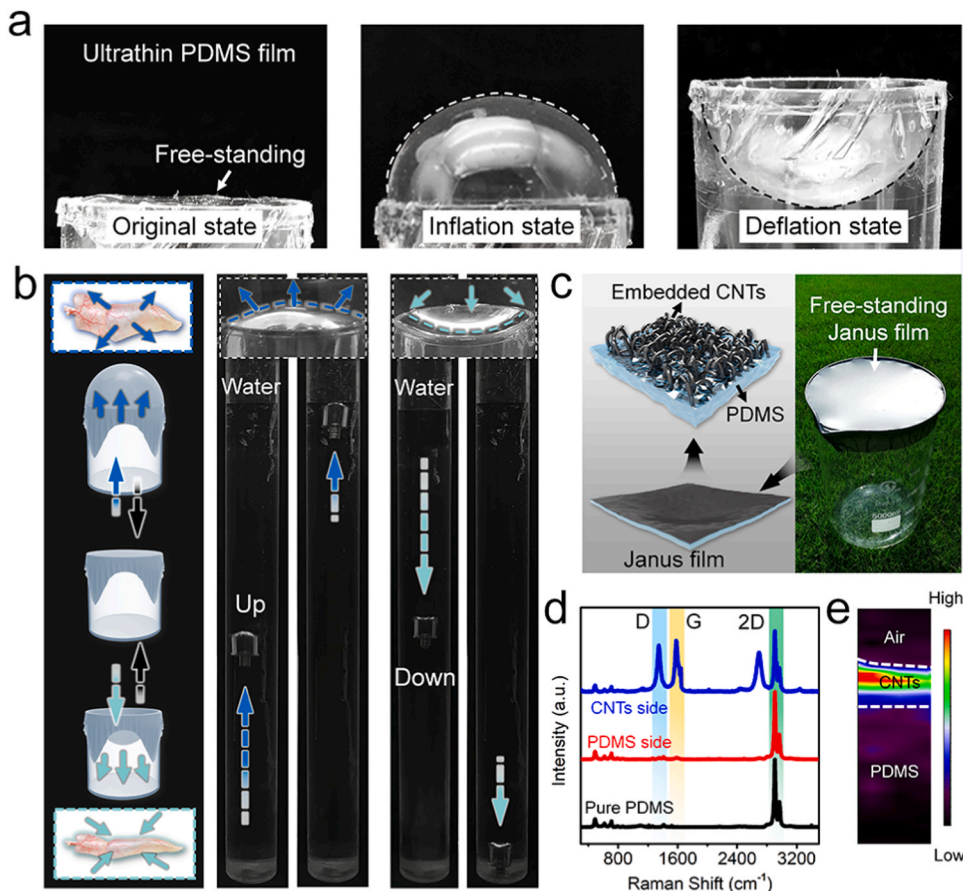 a
Ultrathin PDMS film
Free-standing
Original state
Inflation state
Deflation state
b
Water
Up
Water
Down
c
Embedded CNTs
PDMS
Janus film
Free-standing
Janus film
d
D
G
2D
CNTs side
PDMS side
Pure PDMS
Intensity (a.u.)
800
1600
2400
3200
Raman Shift (cm⁻¹)
e
High
Air
CNTs
PDMS
Low